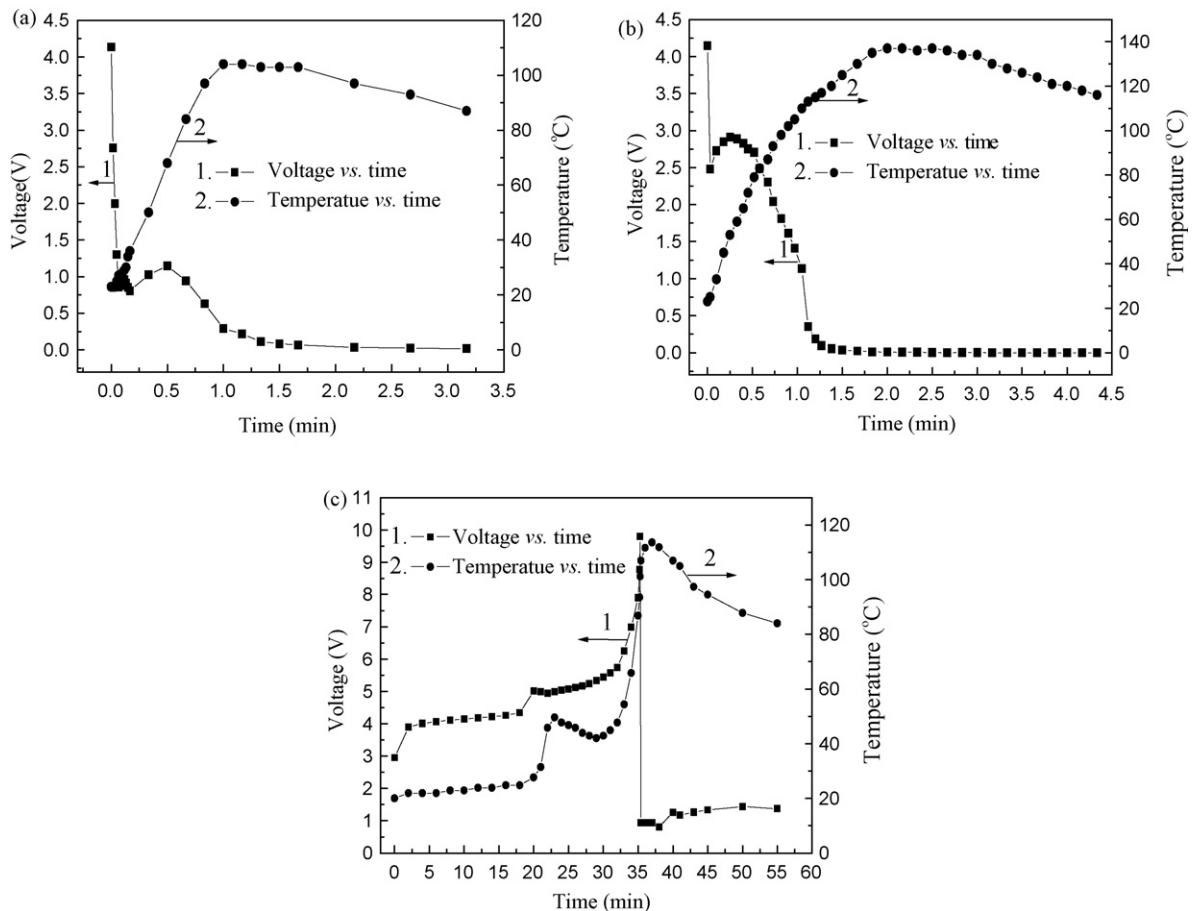 (a)
4.5
4.0
3.5
3.0
2.5
2.0
1.5
1.0
0.5
0.0
Voltage(V)
120
100
80
60
40
20
0
Temperature (°C)
1
2
1. Voltage vs. time
2. Temperatue vs. time
0.0 0.5 1.0 1.5 2.0 2.5 3.0 3.5
Time (min)
(b)
4.5
4.0
3.5
3.0
2.5
2.0
1.5
1.0
0.5
0.0
Voltage (V)
140
120
100
80
60
40
20
0
Temperature (°C)
2
1. Voltage vs. time
2. Temperatue vs. time
1
0.0 0.5 1.0 1.5 2.0 2.5 3.0 3.5 4.0 4.5
Time (min)
(c)
11
10
9
8
7
6
5
4
3
2
1
0
Voltage (V)
120
100
80
60
40
20
0
Temperature (°C)
1. Voltage vs. time
2. Temperatue vs. time
2
1
0 5 10 15 20 25 30 35 40 45 50 55 60
Time (min)